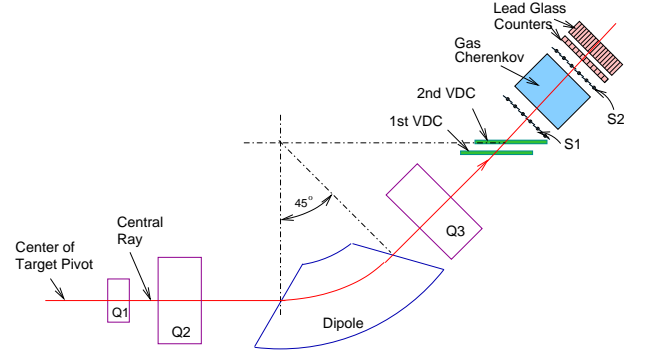 Lead Glass
Counters
Gas
Cherenkov
2nd VDC
1st VDC
S2
S1
45°
Q3
Central
Ray
Center of
Target Pivot
Q1
Q2
Dipole